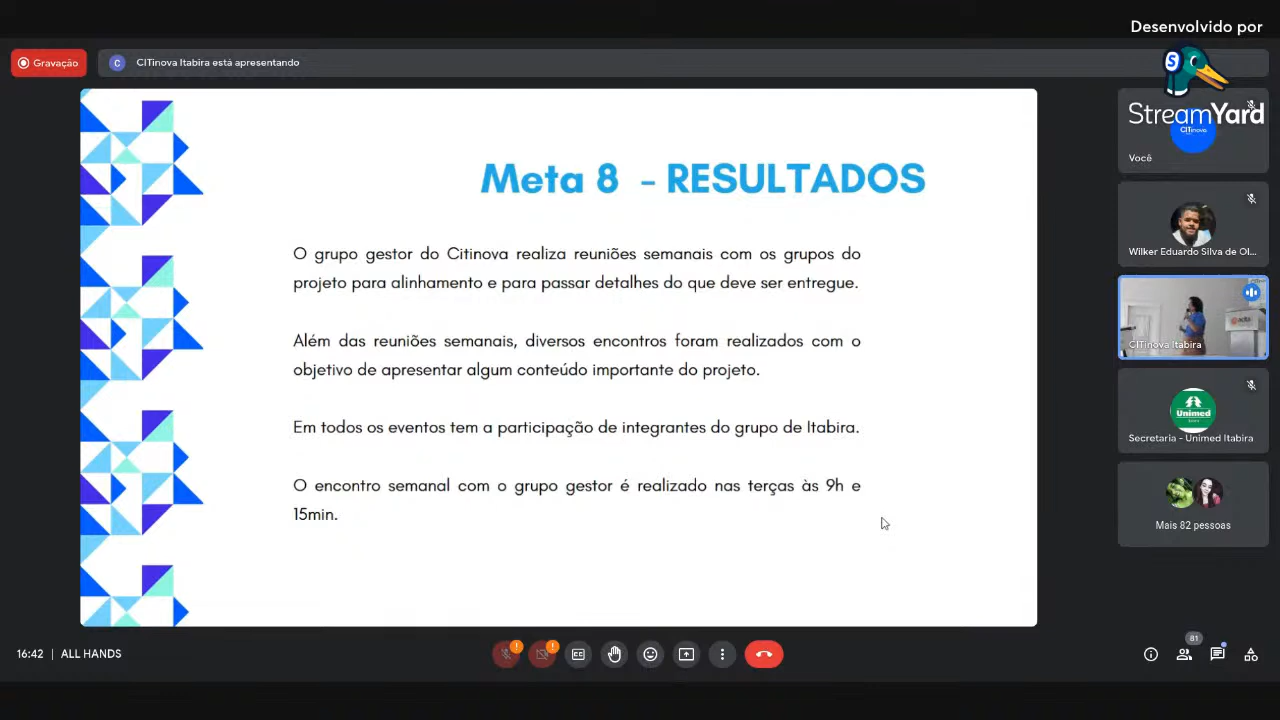 Desenvolvido por
StreamYard
Gravação
C
CITinova Itabira está apresentando
Meta 8 - RESULTADOS
O grupo gestor do Citinova realiza reuniões semanais com os grupos do
projeto para alinhamento e para passar detalhes do que deve ser entregue.
Além das reuniões semanais, diversos encontros foram realizados com o
objetivo de apresentar algum conteúdo importante do projeto.
Em todos os eventos tem a participação de integrantes do grupo de Itabira.
O encontro semanal com o grupo gestor é realizado nas terças às 9h e
15min.
CITinova
Você
Wilker Eduardo Silva de Ol...
CITinova Itabira
Unimed
Secretaria - Unimed Itabira
Mais 82 pessoas
16:42 | ALL HANDS
81